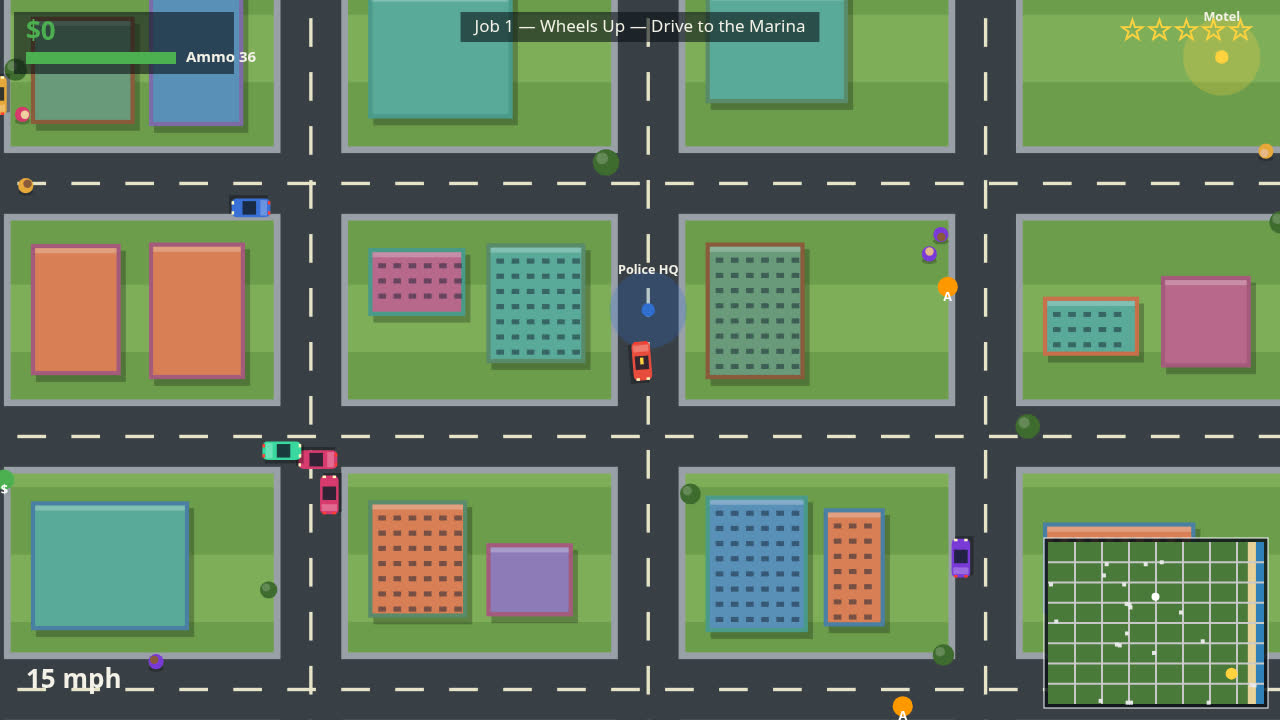 $0
Ammo 36
Job 1 — Wheels Up — Drive to the Marina
Motel
Police HQ
A
$
15 mph
A